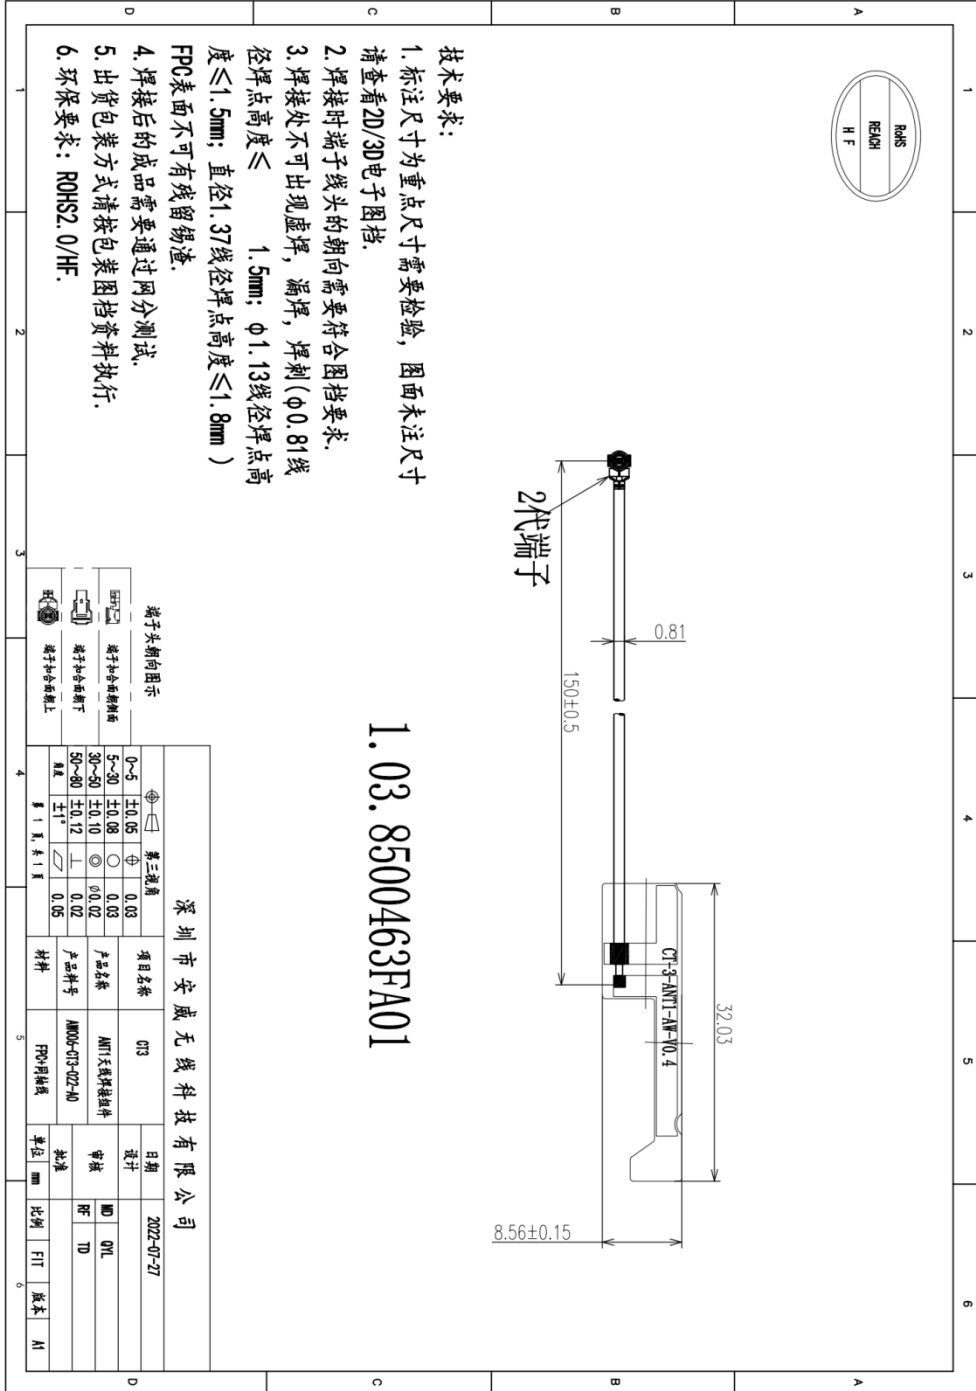 RoHS
REACH
H F
技术要求:
1. 标注尺寸为重点尺寸需要检验, 图面未注尺寸
请查看2D/3D电子图档.
2. 焊接时端子线头的朝向需要符合图档要求.
3. 焊接处不可出现虚焊, 漏焊, 焊刺(φ0.81线
径焊点高度≤ 1.5mm; φ1.13线径焊点高
度≤1.5mm; 直径1.37线径焊点高度≤1.8mm )
FPC表面不可有残留锡渣.
4. 焊接后的成品需要通过网分测试.
5. 出货包装方式请按包装图档资料执行.
6. 环保要求: ROHS2.0/HF.
2代端子
0.81
150±0.5
CT-3-ANT1-AW-V0.4
32.03
8.56±0.15
1.03.8500463FA01
端子头朝向图示
端子扣合面朝侧面
端子扣合面朝下
端子扣合面朝上
深圳市安威无线科技有限公司
第三视角
0~5 ±0.05 0.03
5~30 ±0.08 0.03
30~50 ±0.10 Ø0.02
50~80 ±0.12 0.02
角度 ±1° 0.05
第 1 页, 共 1 页
项目名称 CT3
产品名称 ANT1天线焊接组件
产品料号 AW006-CT3-022-A0
材料 FPC+同轴线
日期 2022-07-27
设计
审核 MD QYL
RF TD
批准
单位 mm 比例 FIT 版本 A1
1 2 3 4 5 6
1 2 3 4 5 6
A B C D
A B C D